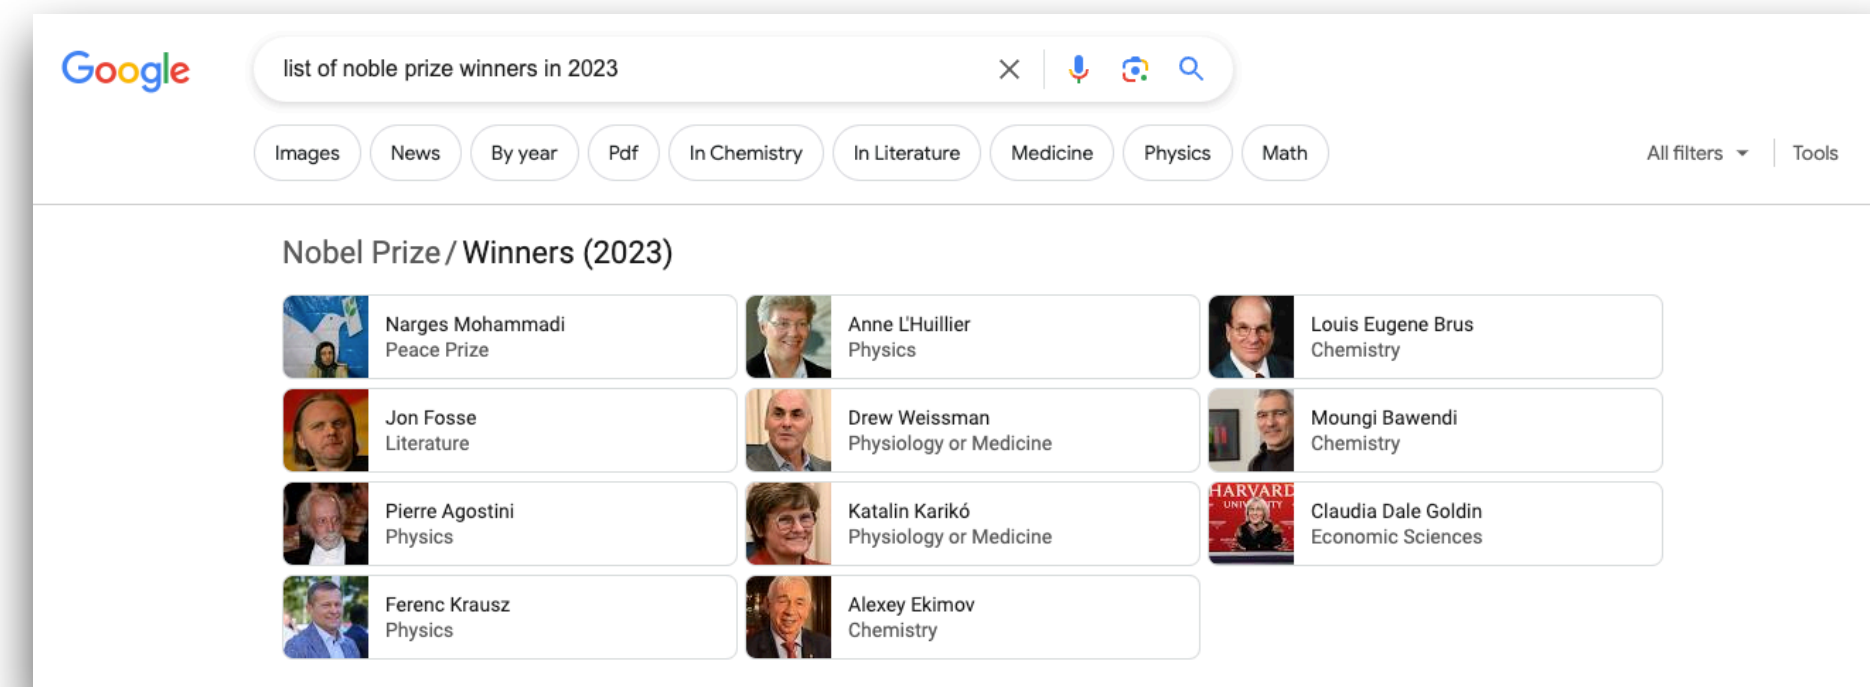 Google
list of noble prize winners in 2023
Images News By year Pdf In Chemistry In Literature Medicine Physics Math All filters Tools
Nobel Prize / Winners (2023)
Narges Mohammadi
Peace Prize
Anne L'Huillier
Physics
Louis Eugene Brus
Chemistry
Jon Fosse
Literature
Drew Weissman
Physiology or Medicine
Moungi Bawendi
Chemistry
Pierre Agostini
Physics
Katalin Karikó
Physiology or Medicine
HARVARD
UNIVERSITY
Claudia Dale Goldin
Economic Sciences
Ferenc Krausz
Physics
Alexey Ekimov
Chemistry